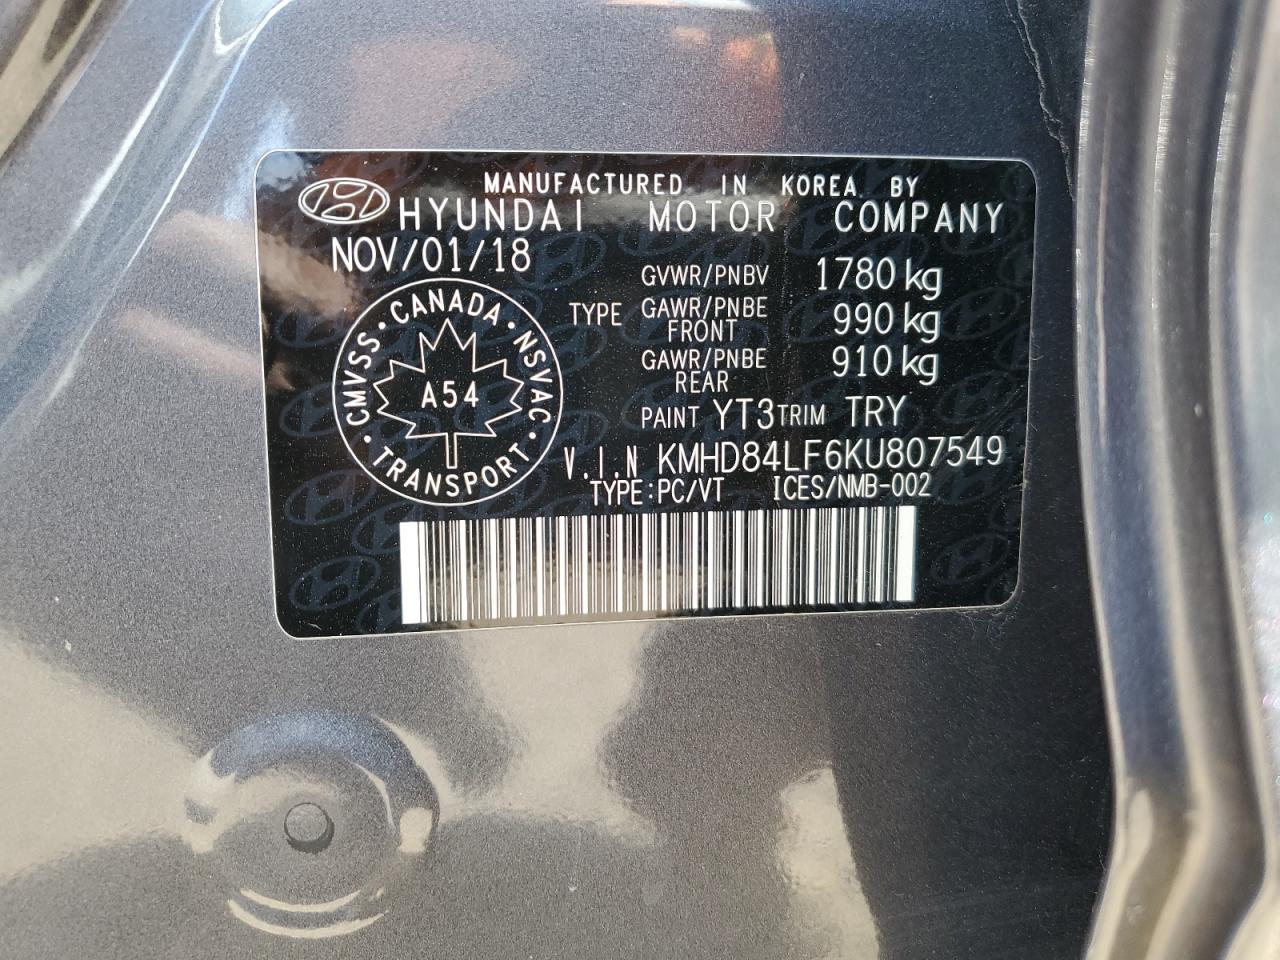 MANUFACTURED IN KOREA BY
HYUNDAI MOTOR COMPANY
NOV/01/18
GVWR/PNBV 1780 kg
TYPE GAWR/PNBE FRONT 990 kg
GAWR/PNBE REAR 910 kg
CMVSS · CANADA · NSVAC · TRANSPORT ·
A54
PAINT YT3 TRIM TRY
V.I.N KMHD84LF6KU807549
TYPE:PC/VT ICES/NMB-002